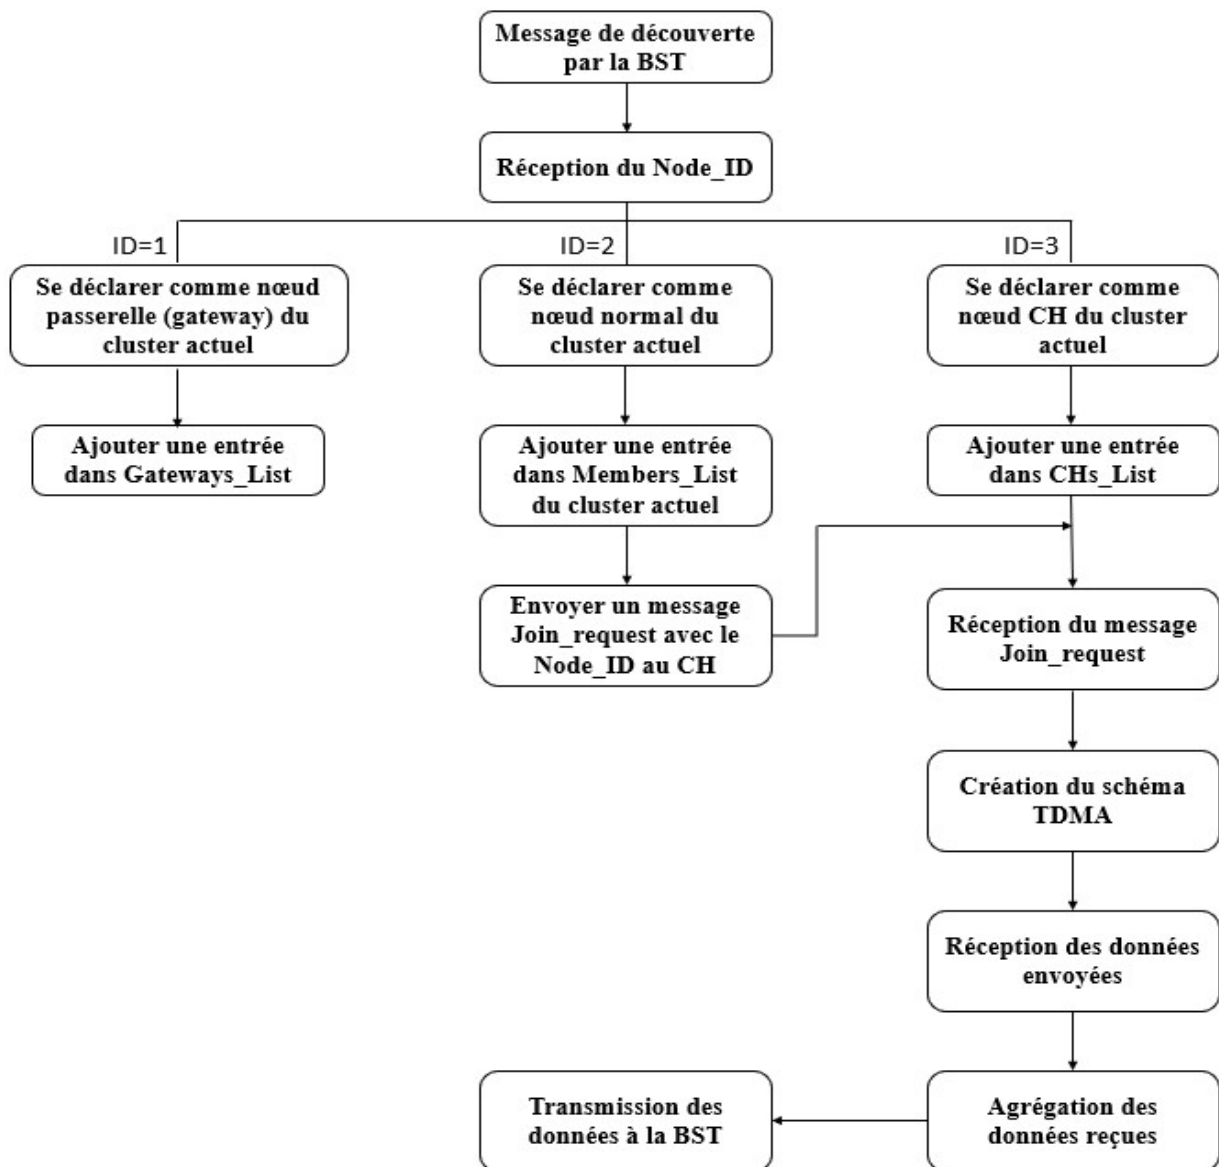 Message de découverte
par la BST
Réception du Node_ID
ID=1
ID=2
ID=3
Se déclarer comme nœud
passerelle (gateway) du
cluster actuel
Se déclarer comme
nœud normal du
cluster actuel
Se déclarer comme
nœud CH du cluster
actuel
Ajouter une entrée
dans Gateways_List
Ajouter une entrée
dans Members_List
du cluster actuel
Ajouter une entrée
dans CHs_List
Envoyer un message
Join_request avec le
Node_ID au CH
Réception du message
Join_request
Création du schéma
TDMA
Réception des données
envoyées
Agrégation des
données reçues
Transmission des
données à la BST